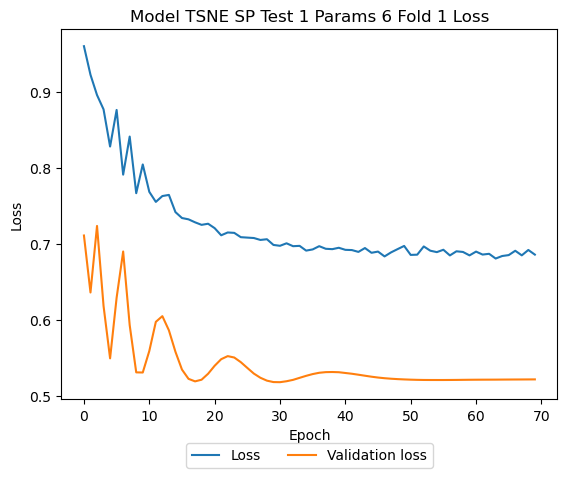 Model TSNE SP Test 1 Params 6 Fold 1 Loss
0.9
0.8
0.7
0.6
0.5
Loss
0 10 20 30 40 50 60 70
Epoch
Loss Validation loss